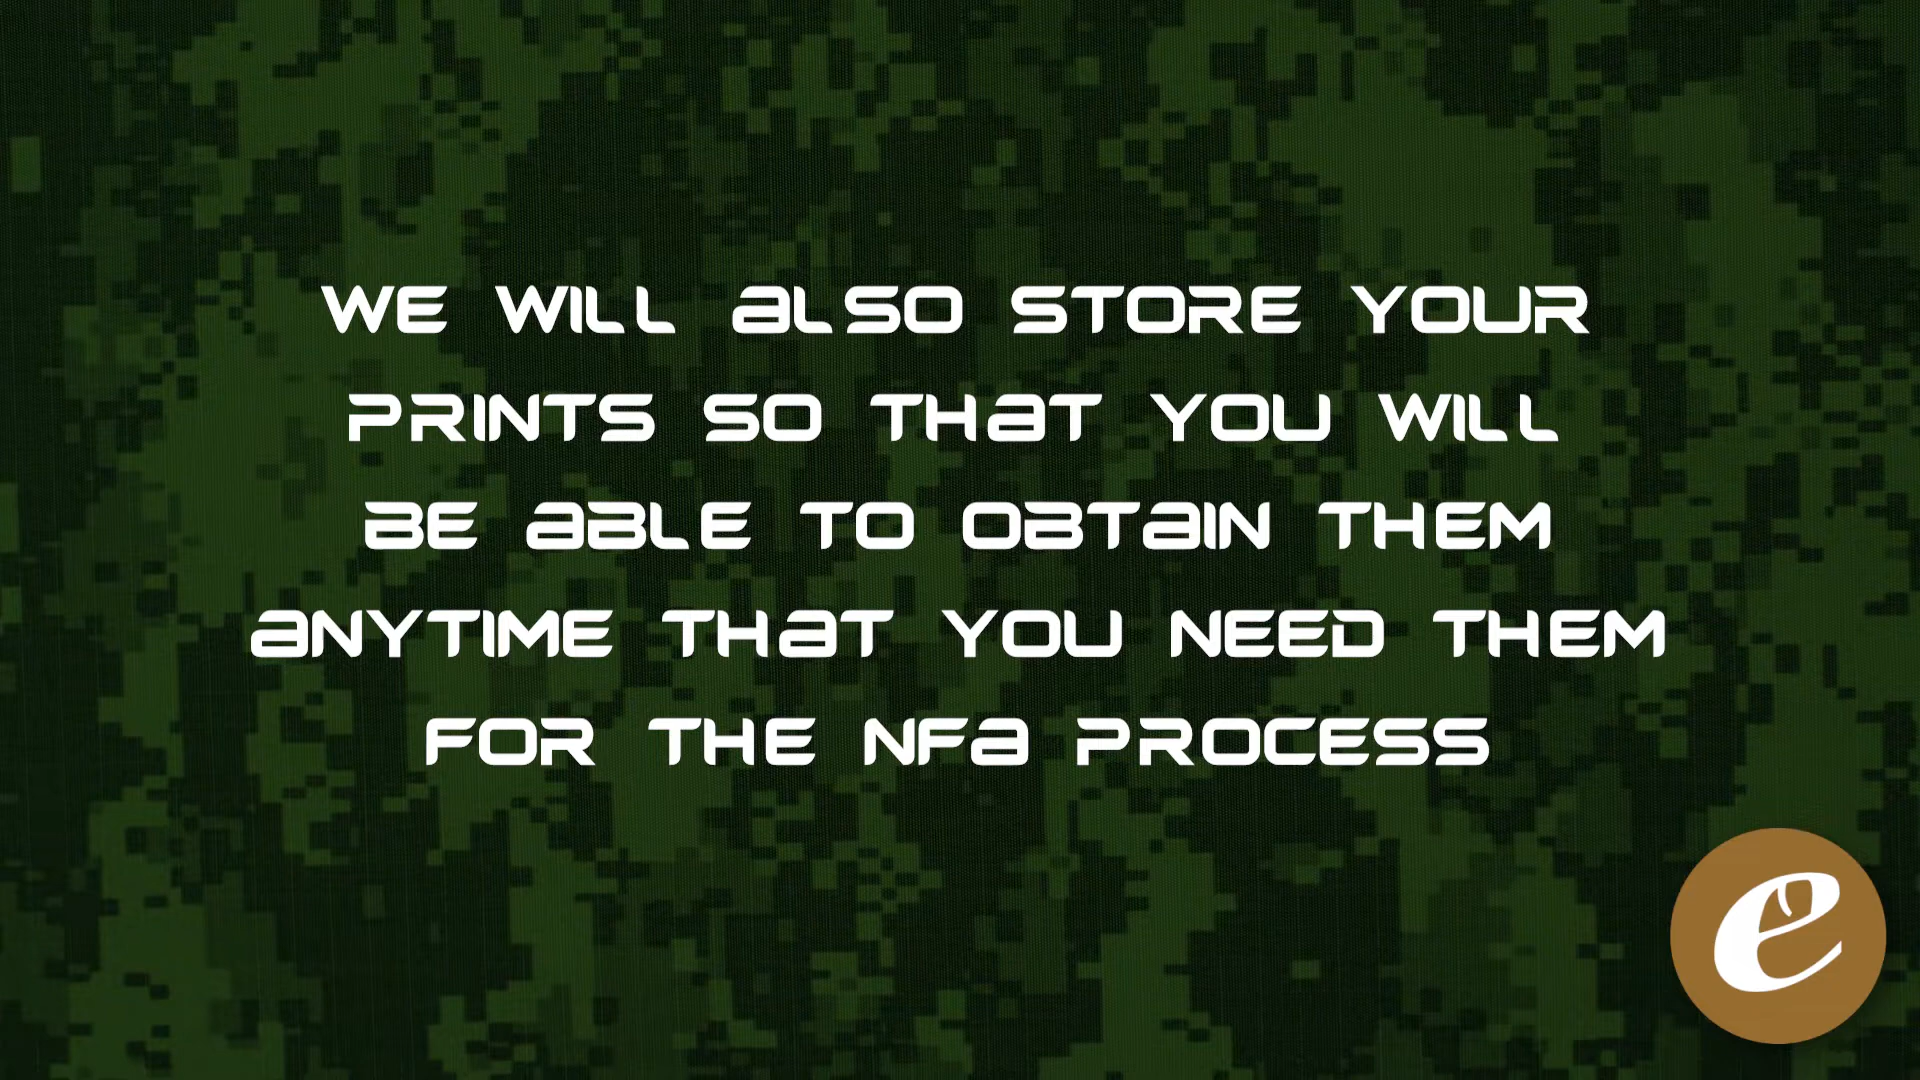 WE WILL ALSO STORE YOUR
PRINTS SO THAT YOU WILL
BE ABLE TO OBTAIN THEM
ANYTIME THAT YOU NEED THEM
FOR THE NFA PROCESS
e